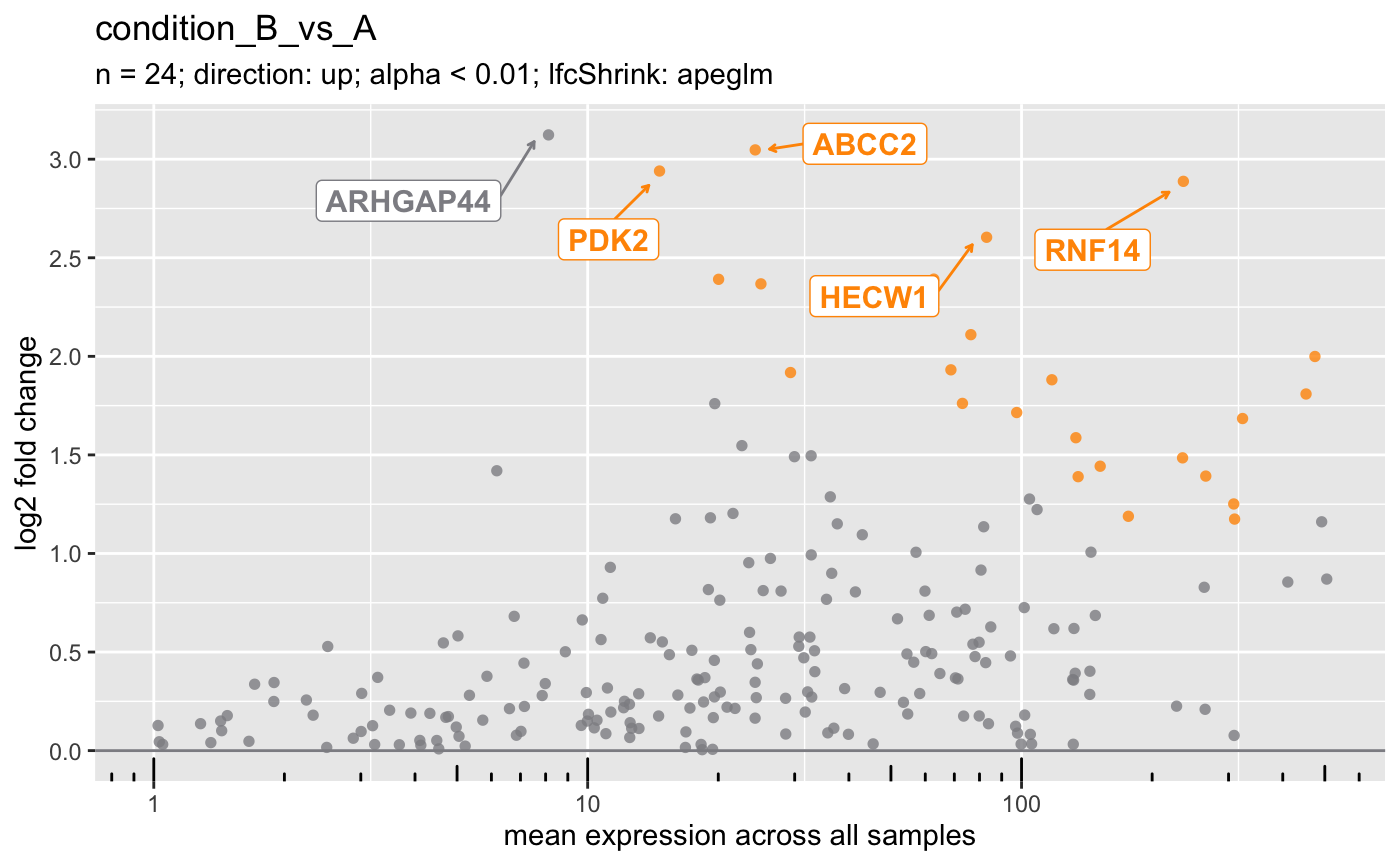 condition_B_vs_A
n = 24; direction: up; alpha < 0.01; lfcShrink: apeglm
log2 fold change
3.0
2.5
2.0
1.5
1.0
0.5
0.0
ABCC2
ARHGAP44
PDK2
RNF14
HECW1
1
10
100
mean expression across all samples